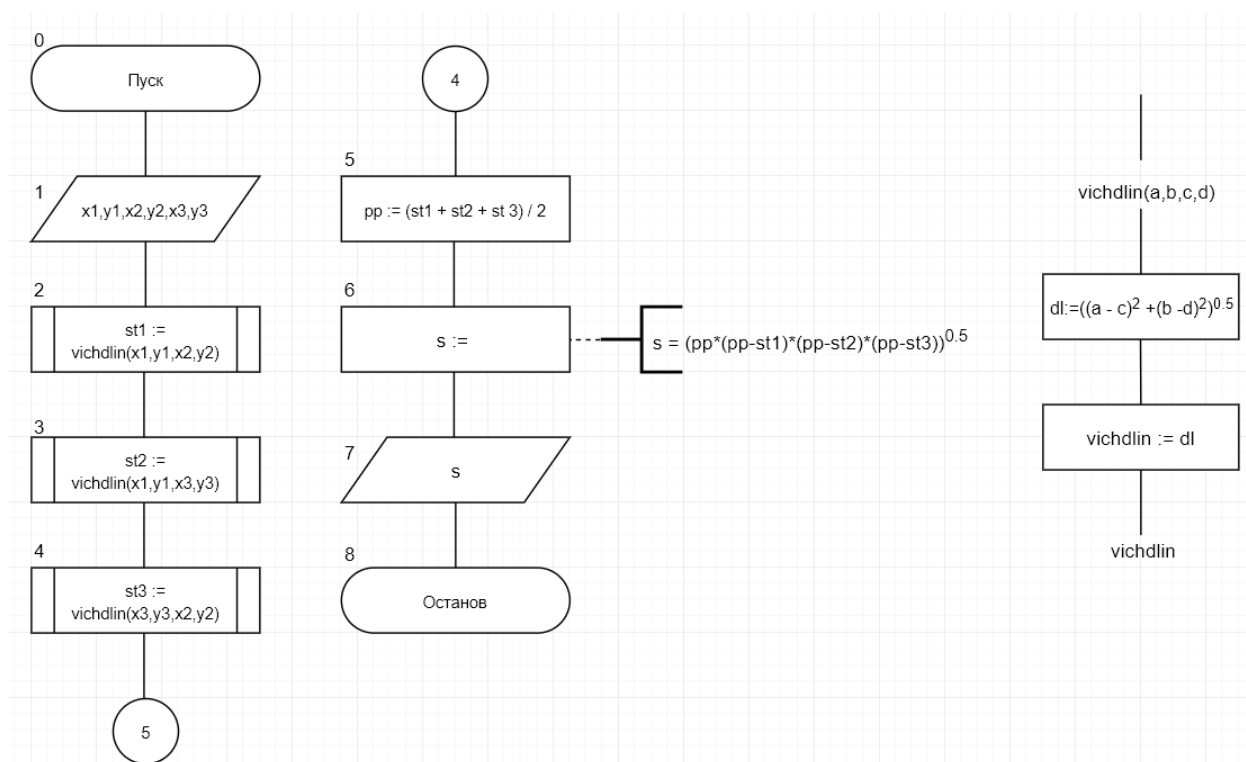 0
Пуск
1
x1,y1,x2,y2,x3,y3
2
st1 :=
vichdlin(x1,y1,x2,y2)
3
st2 :=
vichdlin(x1,y1,x3,y3)
4
st3 :=
vichdlin(x3,y3,x2,y2)
5
4
5
pp := (st1 + st2 + st 3) / 2
6
s :=
s = (pp*(pp-st1)*(pp-st2)*(pp-st3))^0.5
7
s
8
Останов
vichdlin(a,b,c,d)
dl:=((a - c)^2 +(b -d)^2)^0.5
vichdlin := dl
vichdlin